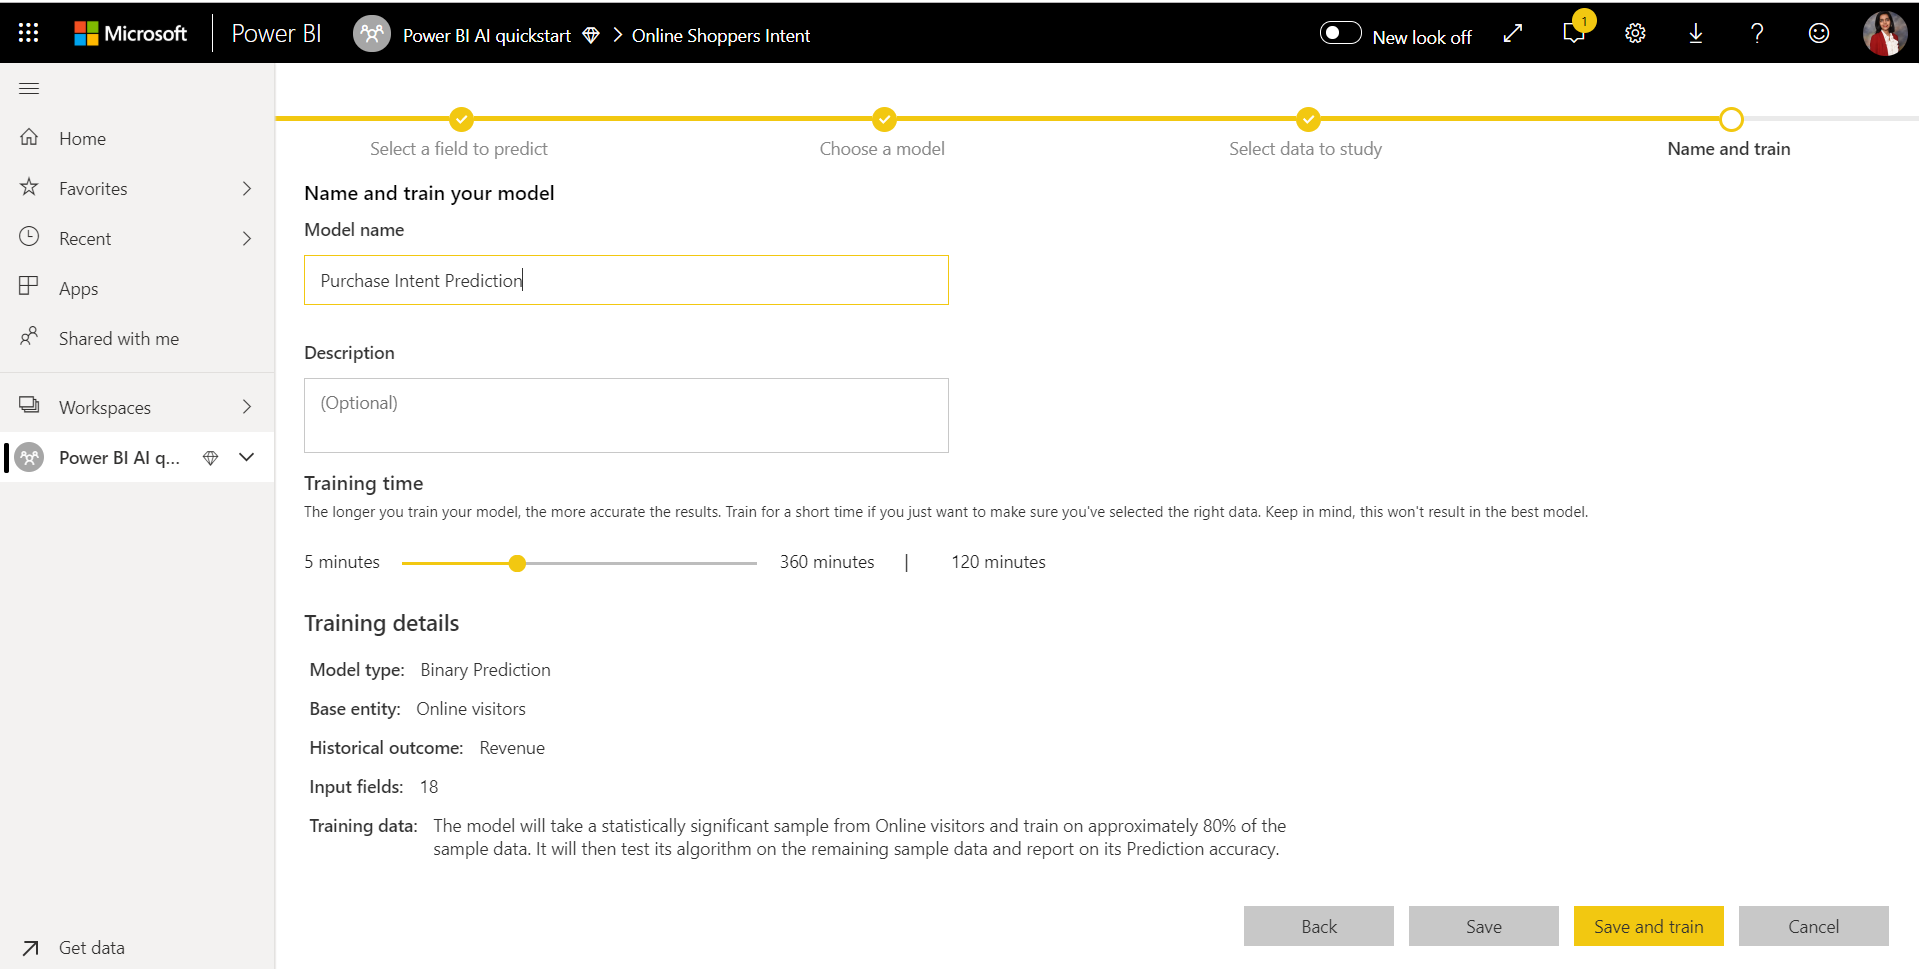 Microsoft
Power BI
Power BI AI quickstart
Online Shoppers Intent
New look off
1
Home
Favorites
Recent
Apps
Shared with me
Workspaces
Power BI AI q...
Get data
Select a field to predict
Choose a model
Select data to study
Name and train
Name and train your model
Model name
Purchase Intent Prediction
Description
(Optional)
Training time
The longer you train your model, the more accurate the results. Train for a short time if you just want to make sure you've selected the right data. Keep in mind, this won't result in the best model.
5 minutes
360 minutes | 120 minutes
Training details
Model type: Binary Prediction
Base entity: Online visitors
Historical outcome: Revenue
Input fields: 18
Training data: The model will take a statistically significant sample from Online visitors and train on approximately 80% of the
sample data. It will then test its algorithm on the remaining sample data and report on its Prediction accuracy.
Back
Save
Save and train
Cancel